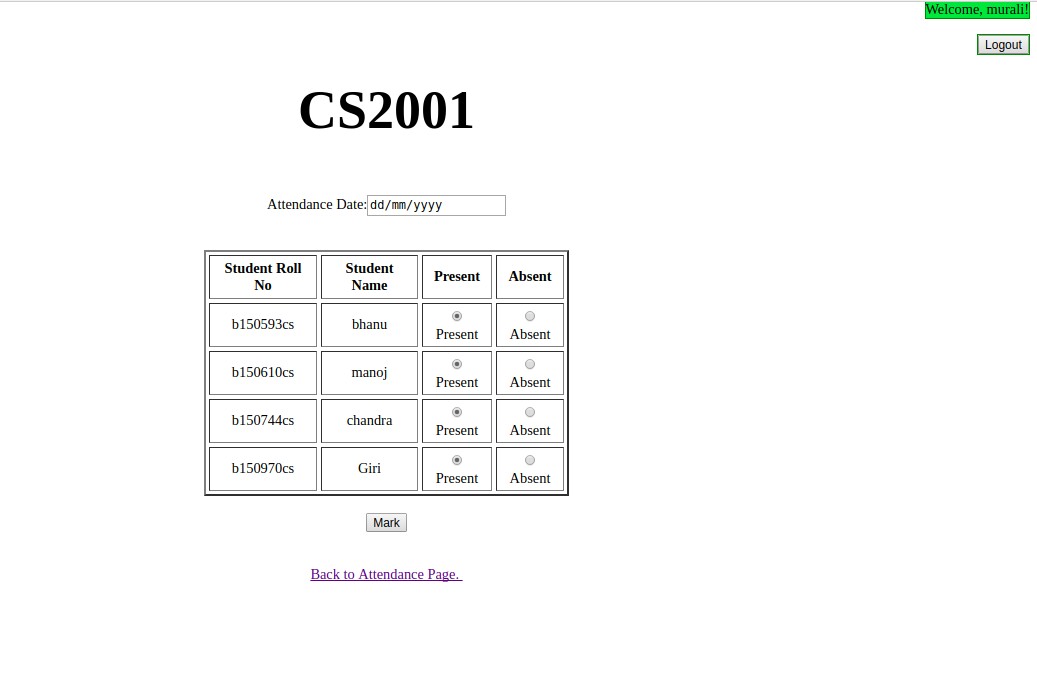 Welcome, murali!
Logout
CS2001
Attendance Date: dd/mm/yyyy
Student Roll No Student Name Present Absent
b150593cs bhanu Present Absent
b150610cs manoj Present Absent
b150744cs chandra Present Absent
b150970cs Giri Present Absent
Mark
Back to Attendance Page.